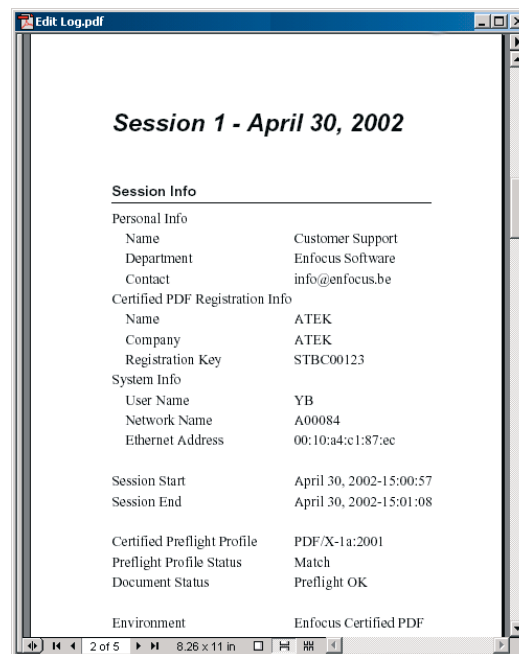 Edit Log.pdf
Session 1 - April 30, 2002
Session Info
Personal Info
Name Customer Support
Department Enfocus Software
Contact info@enfocus.be
Certified PDF Registration Info
Name ATEK
Company ATEK
Registration Key STBC00123
System Info
User Name YB
Network Name A00084
Ethernet Address 00:10:a4:c1:87:ec
Session Start April 30, 2002-15:00:57
Session End April 30, 2002-15:01:08
Certified Preflight Profile PDF/X-1a:2001
Preflight Profile Status Match
Document Status Preflight OK
Environment Enfocus Certified PDF
2 of 5 8.26 x 11 in